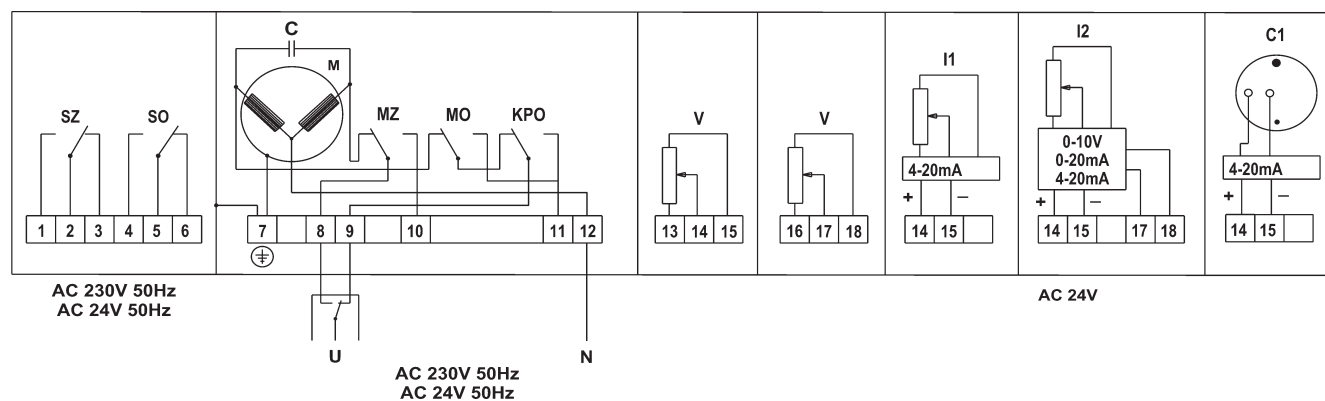 C
M
SZ
SO
MZ
MO
KPO
V
V
I1
I2
C1
0-10V
0-20mA
4-20mA
4-20mA
4-20mA
+
–
+
–
+
–
1 2 3 4 5 6
7 8 9 10 11 12
13 14 15
16 17 18
14 15
14 15 17 18
14 15
AC 230V 50Hz
AC 24V 50Hz
U
N
AC 230V 50Hz
AC 24V 50Hz
AC 24V